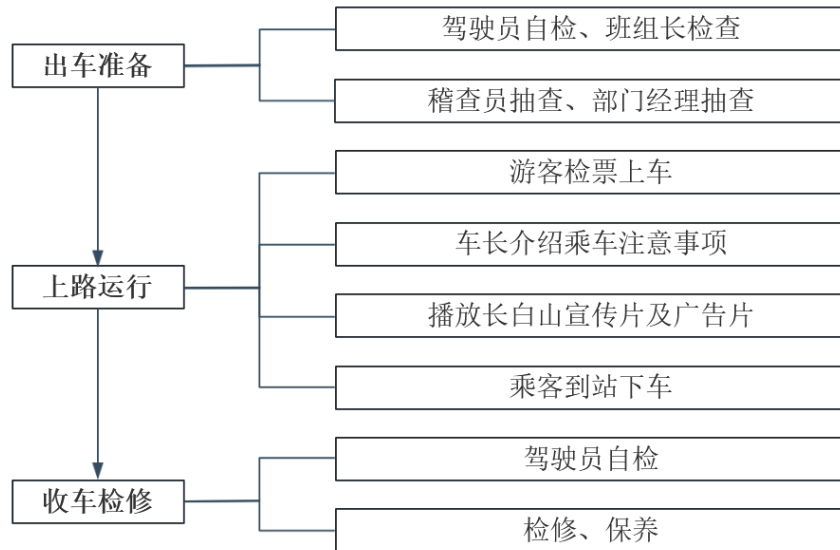 出车准备
驾驶员自检、班组长检查
稽查员抽查、部门经理抽查
上路运行
游客检票上车
车长介绍乘车注意事项
播放长白山宣传片及广告片
乘客到站下车
收车检修
驾驶员自检
检修、保养